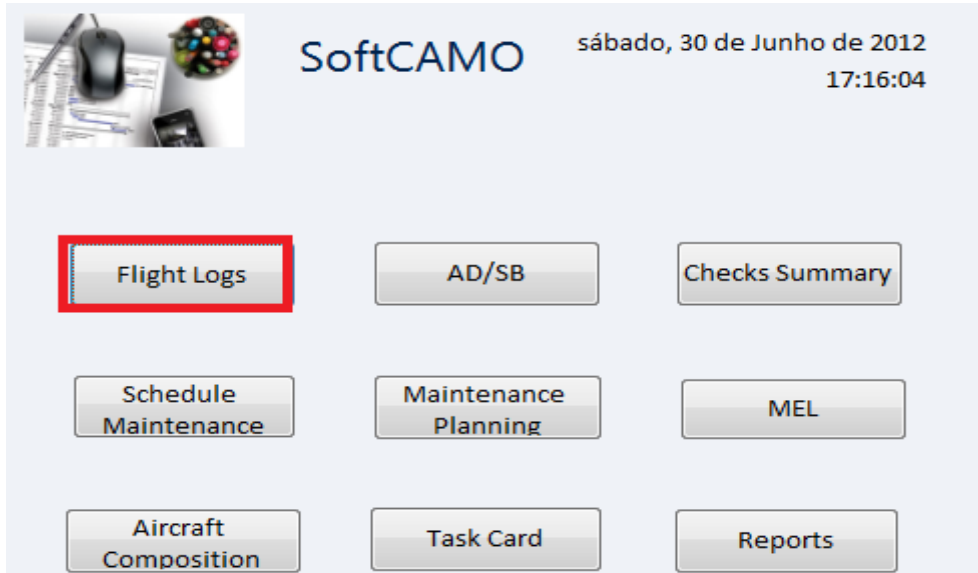 SoftCAMO
sábado, 30 de Junho de 2012
17:16:04
Flight Logs
AD/SB
Checks Summary
Schedule
Maintenance
Maintenance
Planning
MEL
Aircraft
Composition
Task Card
Reports